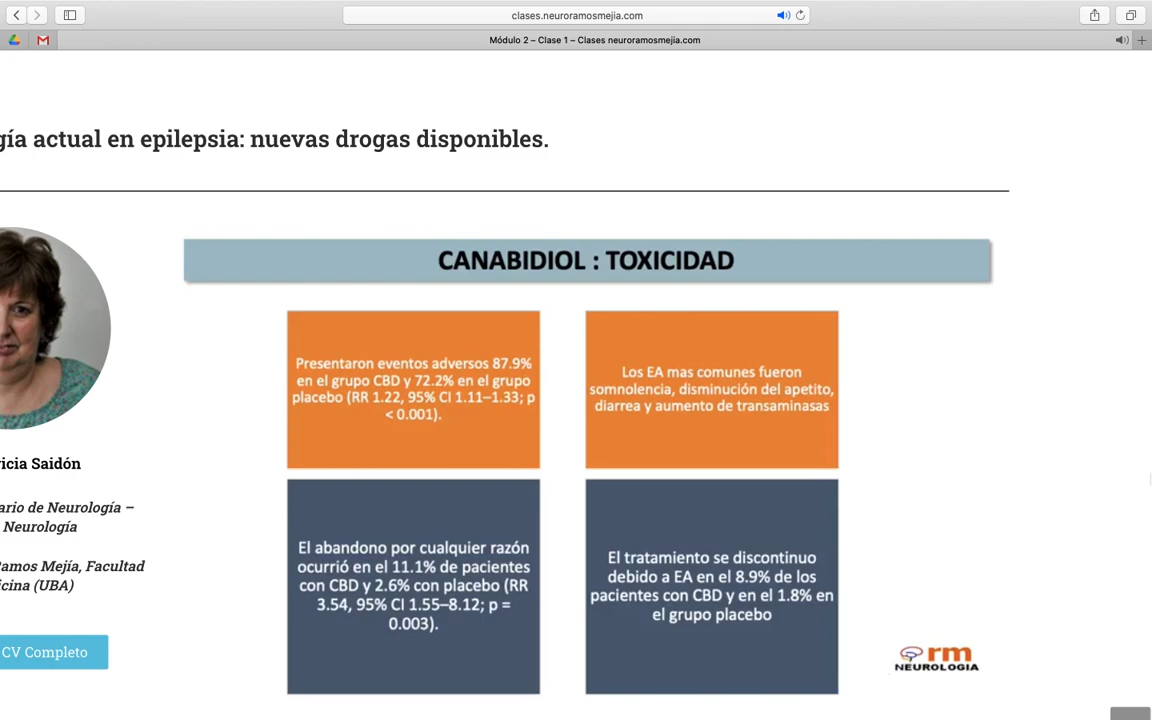 clases.neuroramosmejia.com
Módulo 2 – Clase 1 – Clases neuroramosmejia.com
gía actual en epilepsia: nuevas drogas disponibles.
CANABIDIOL : TOXICIDAD
Presentaron eventos adversos 87.9%
en el grupo CBD y 72.2% en el grupo
placebo (RR 1.22, 95% CI 1.11–1.33; p
< 0.001).
Los EA mas comunes fueron
somnolencia, disminución del apetito,
diarrea y aumento de transaminasas
icia Saidón
ario de Neurología –
Neurología
Ramos Mejía, Facultad
icina (UBA)
CV Completo
El abandono por cualquier razón
ocurrió en el 11.1% de pacientes
con CBD y 2.6% con placebo (RR
3.54, 95% CI 1.55–8.12; p =
0.003).
El tratamiento se discontinuo
debido a EA en el 8.9% de los
pacientes con CBD y en el 1.8% en
el grupo placebo
rm
NEUROLOGIA